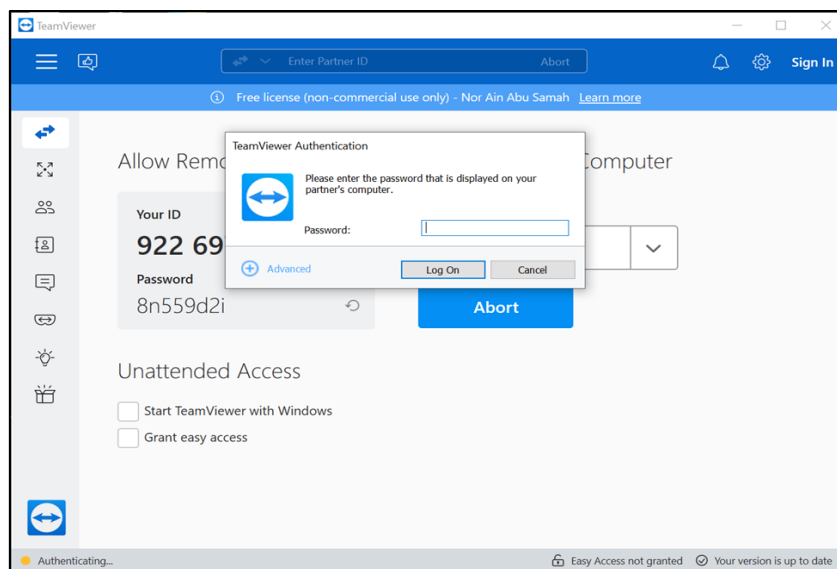 TeamViewer
Enter Partner ID
Abort
Sign In
Free license (non-commercial use only) - Nor Ain Abu Samah Learn more
Allow Remo
Computer
TeamViewer Authentication
Please enter the password that is displayed on your
partner's computer.
Password:
Advanced
Log On
Cancel
Your ID
922 69
Password
8n559d2i
Abort
Unattended Access
Start TeamViewer with Windows
Grant easy access
Authenticating...
Easy Access not granted
Your version is up to date